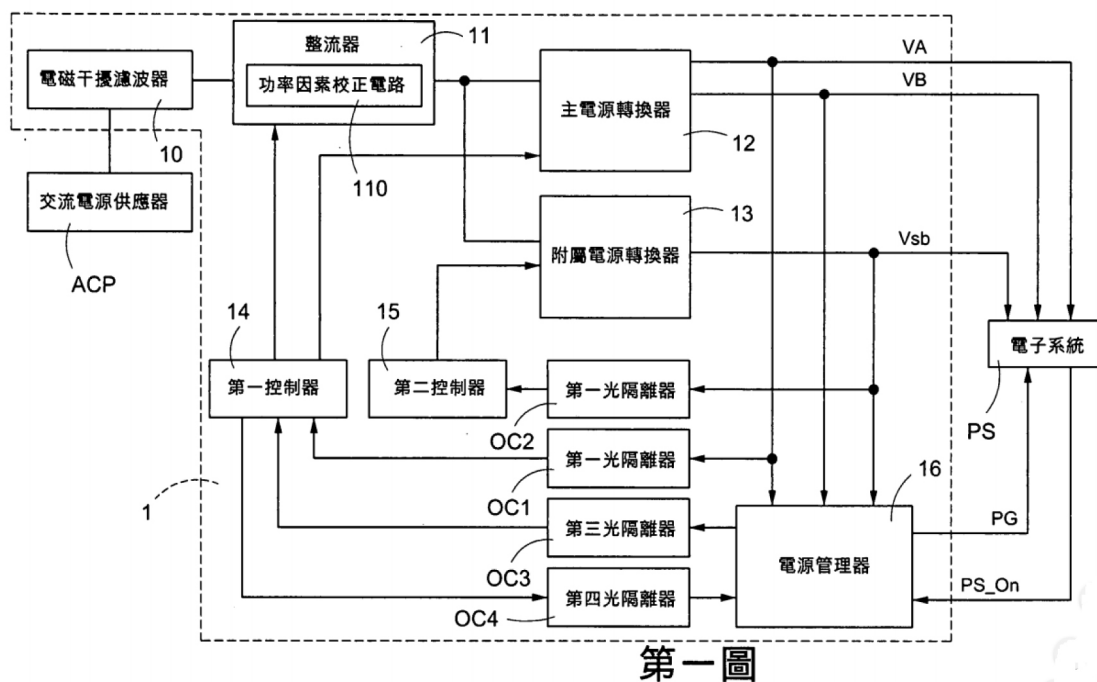 整流器
11
電磁干擾濾波器
功率因素校正電路
10
110
交流電源供應器
ACP
主電源轉換器
12
VA
VB
13
附屬電源轉換器
Vsb
14
第一控制器
15
第二控制器
第一光隔離器
OC2
第一光隔離器
OC1
第三光隔離器
OC3
第四光隔離器
OC4
16
電源管理器
電子系統
PS
PG
PS_On
1
第一圖